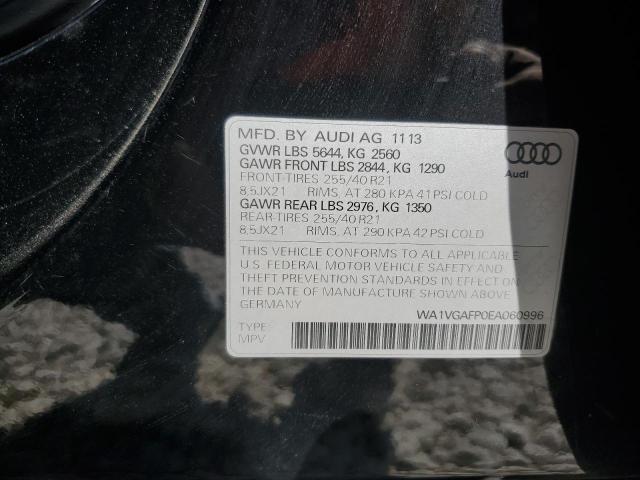 MFD. BY AUDI AG 11 13
GVWR LBS 5644, KG 2560
GAWR FRONT LBS 2844, KG 1290
FRONT-TIRES 255/40 R21
8.5JX21 RIMS, AT 280 KPA 41 PSI COLD
GAWR REAR LBS 2976, KG 1350
REAR-TIRES 255/40 R21
8.5JX21 RIMS, AT 290 KPA 42 PSI COLD
Audi
THIS VEHICLE CONFORMS TO ALL APPLICABLE
U.S. FEDERAL MOTOR VEHICLE SAFETY AND
THEFT PREVENTION STANDARDS IN EFFECT ON
THE DATE OF MANUFACTURE SHOWN ABOVE
GERMANY
WA1VGAFP0EA060996
TYPE:
MPV